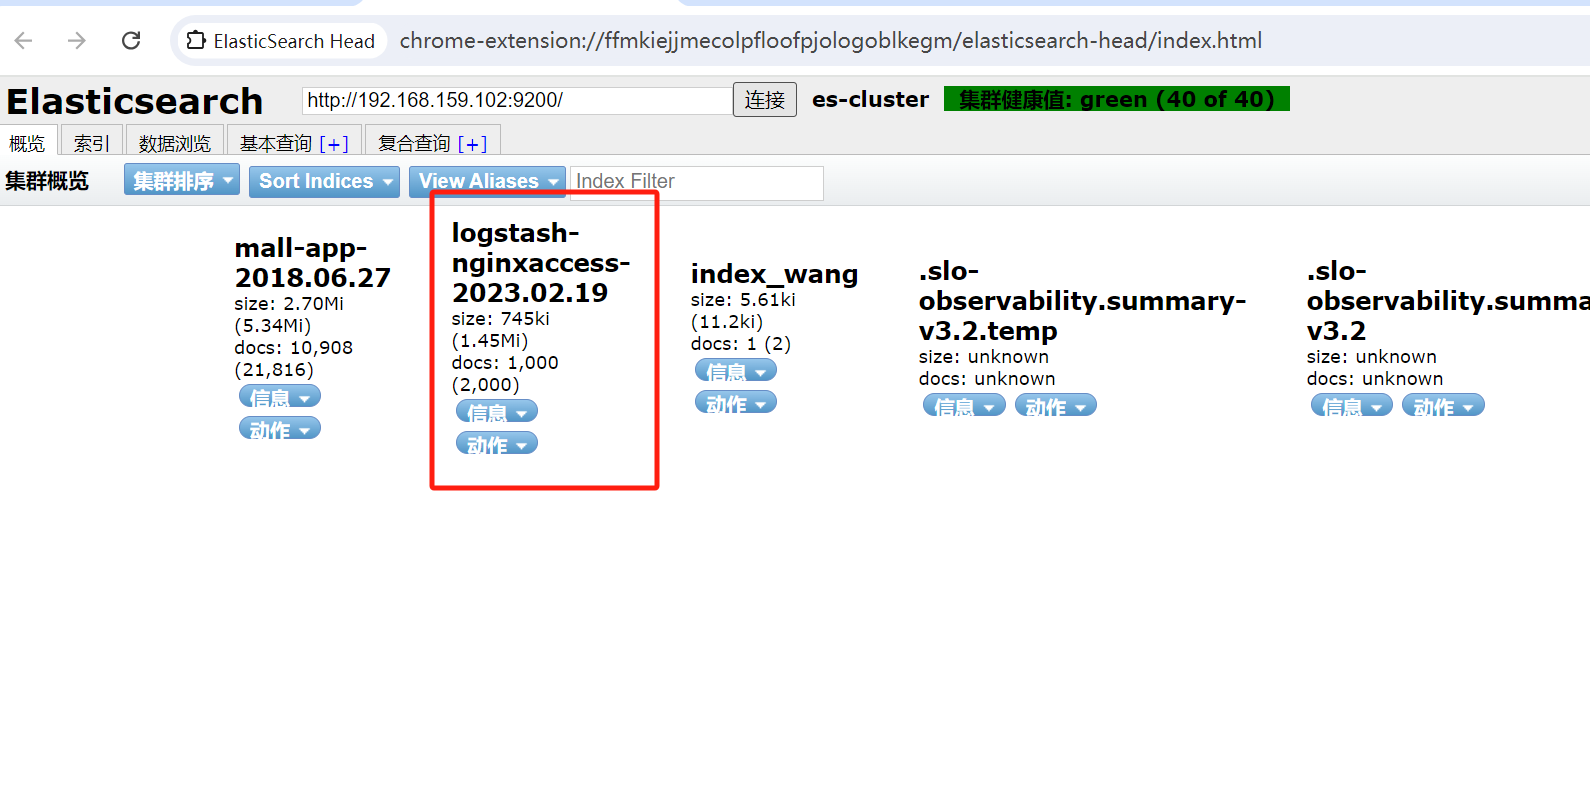 ElasticSearch Head
chrome-extension://ffmkiejjmecolpfloofpjologoblkegm/elasticsearch-head/index.html
Elasticsearch
http://192.168.159.102:9200/
连接
es-cluster
集群健康值: green (40 of 40)
概览
索引
数据浏览
基本查询 [+]
复合查询 [+]
集群概览
集群排序
Sort Indices
View Aliases
Index Filter
mall-app-
2018.06.27
size: 2.70Mi
(5.34Mi)
docs: 10,908
(21,816)
信息
动作
logstash-
nginxaccess-
2023.02.19
size: 745ki
(1.45Mi)
docs: 1,000
(2,000)
信息
动作
index_wang
size: 5.61ki
(11.2ki)
docs: 1 (2)
信息
动作
.slo-
observability.summary-
v3.2.temp
size: unknown
docs: unknown
信息
动作
.slo-
observability.summa
v3.2
size: unknown
docs: unknown
信息
动作